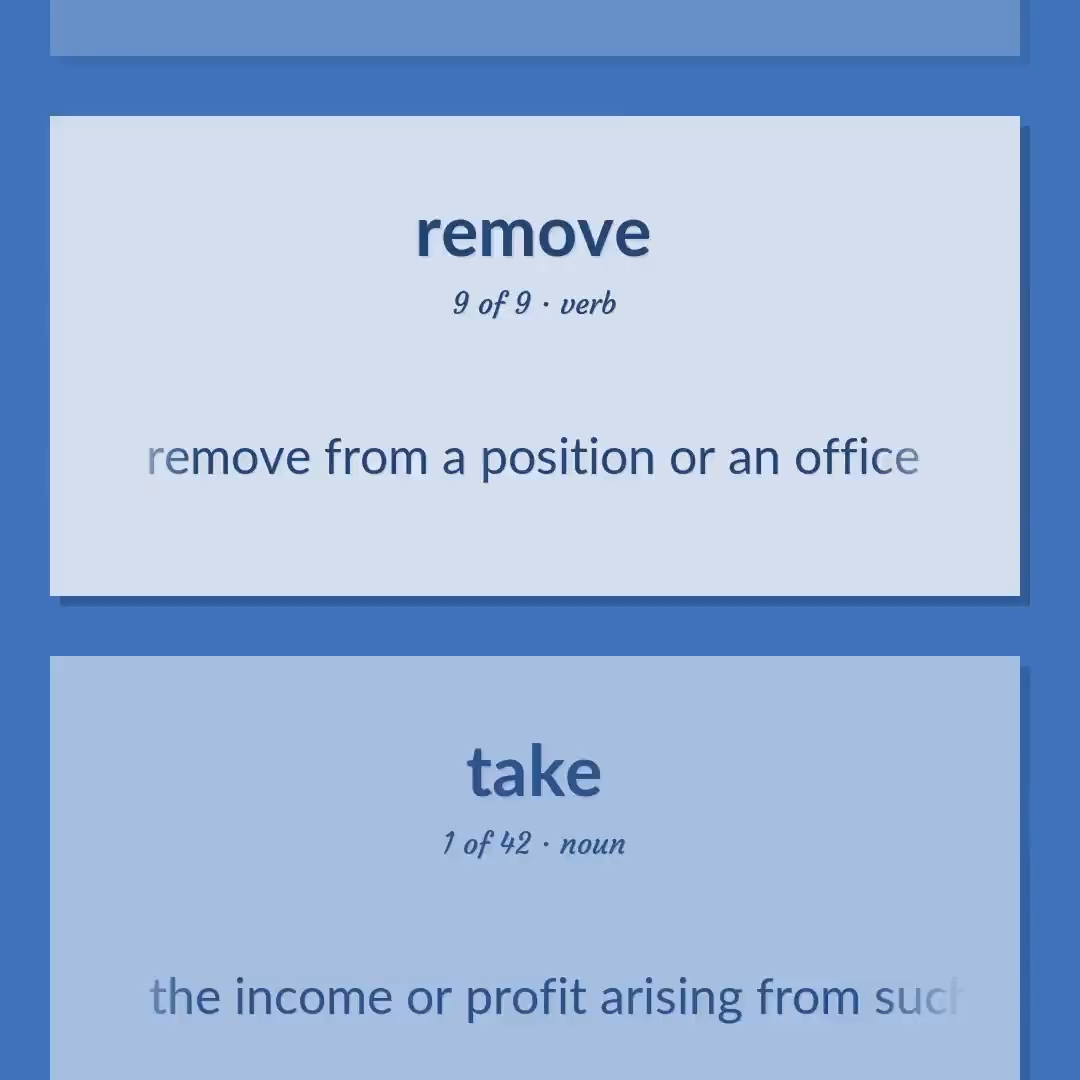 remove
9 of 9 · verb
remove from a position or an office
take
1 of 42 · noun
the income or profit arising from such